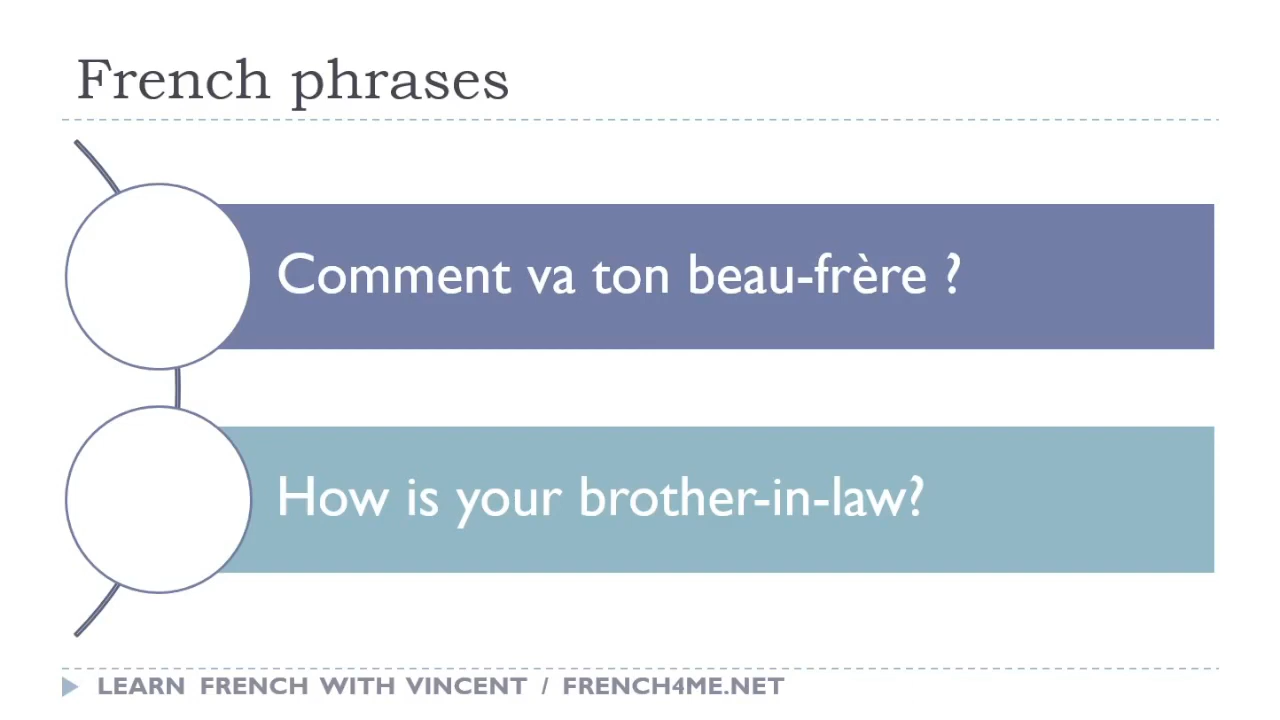 French phrases
Comment va ton beau-frère ?
How is your brother-in-law?
LEARN FRENCH WITH VINCENT / FRENCH4ME.NET